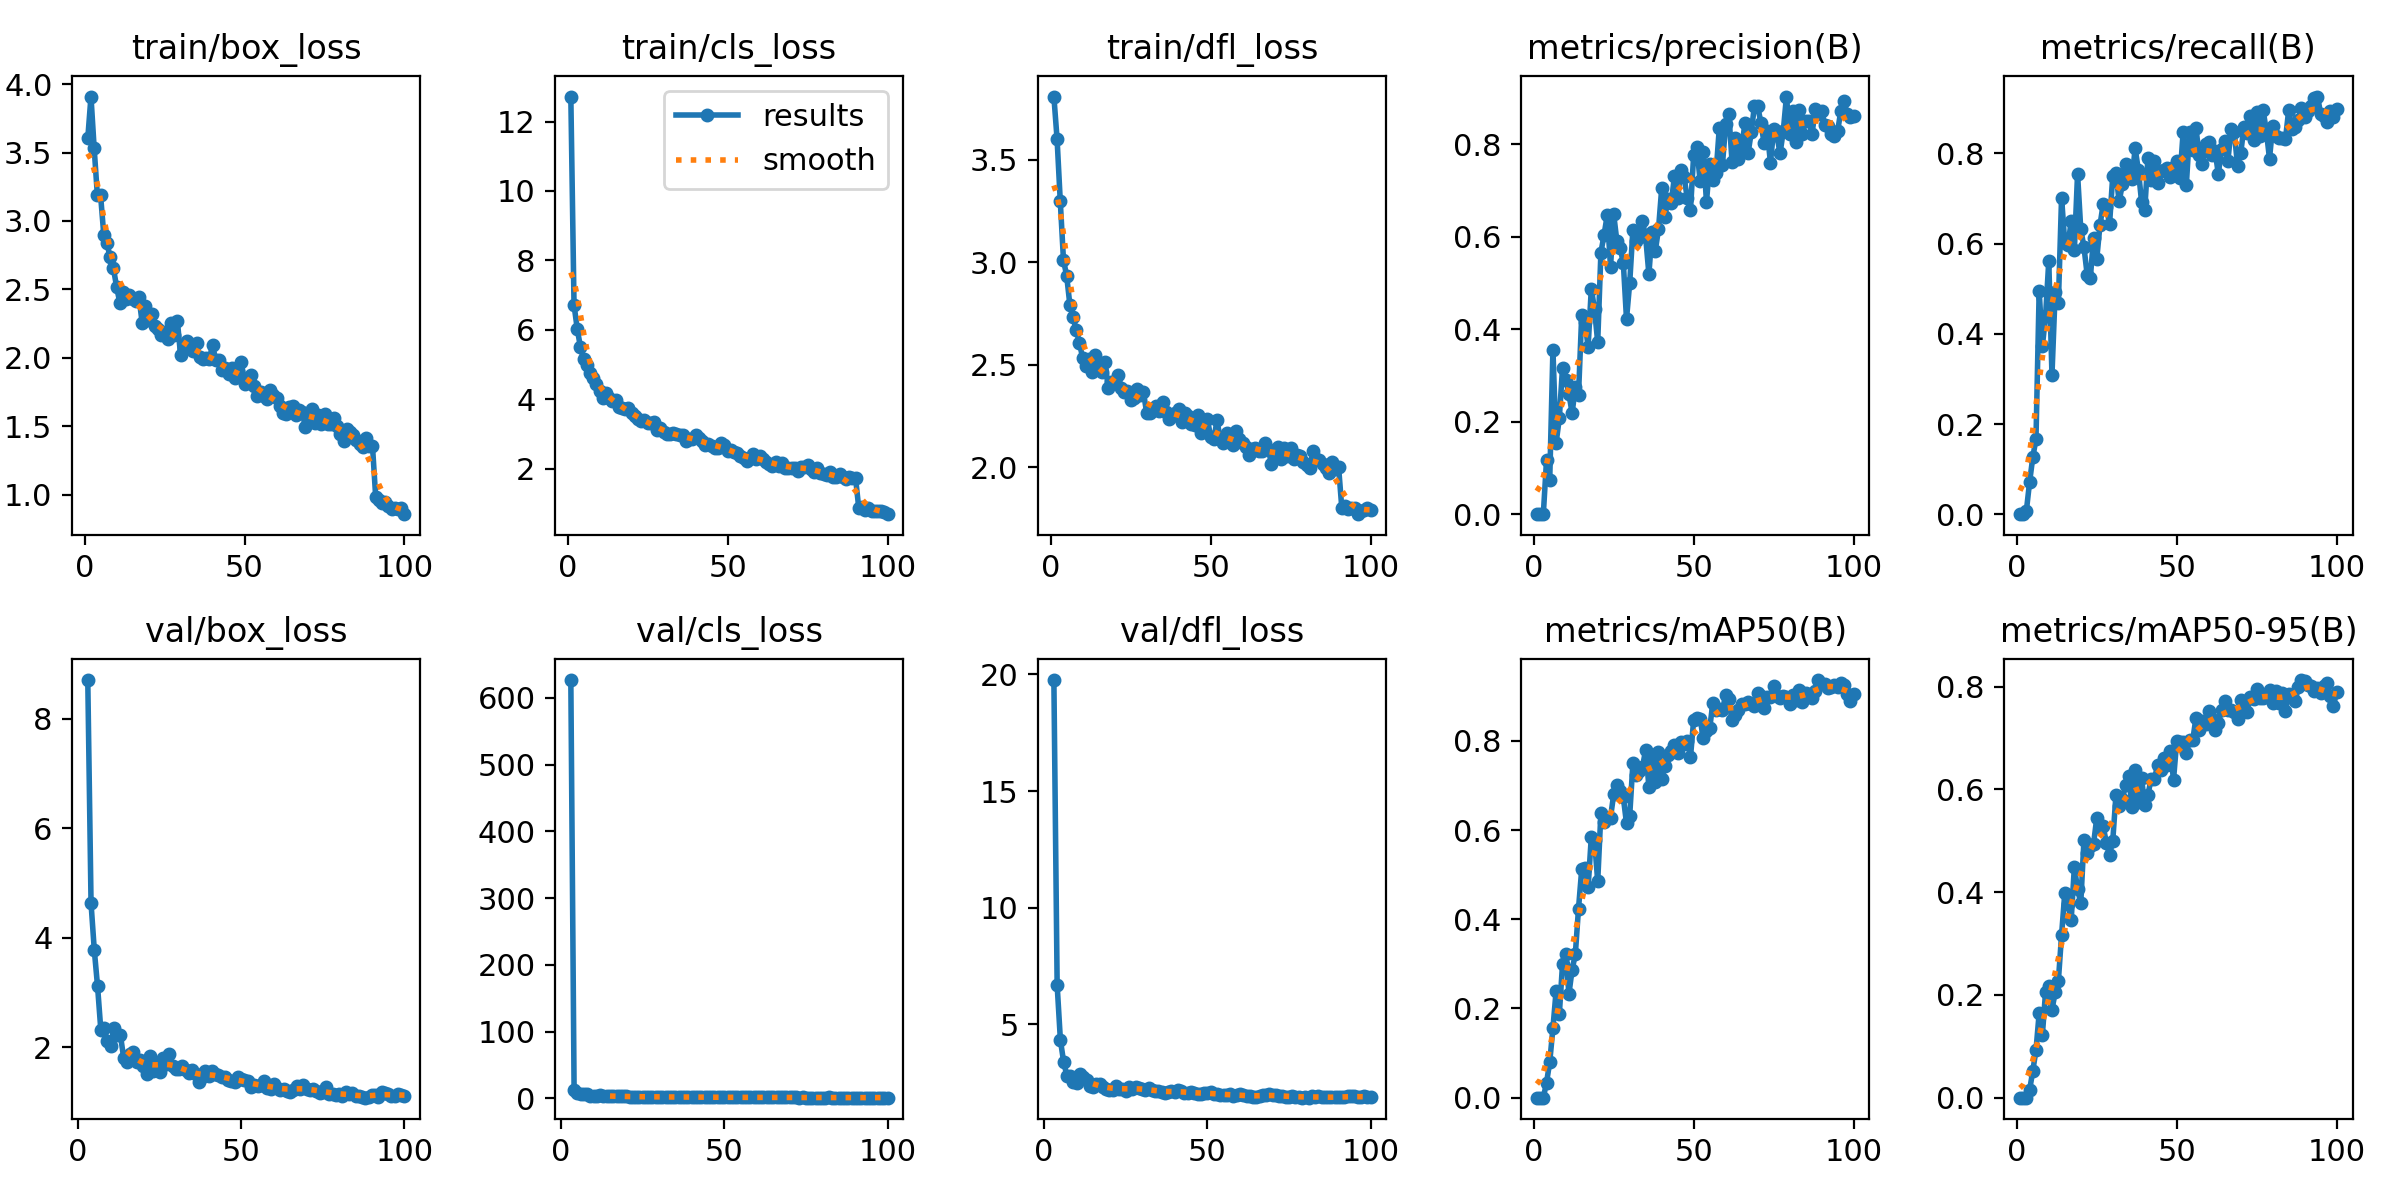 train/box_loss
4.0
3.5
3.0
2.5
2.0
1.5
1.0
0 50 100
train/cls_loss
results
smooth
12
10
8
6
4
2
0 50 100
train/dfl_loss
3.5
3.0
2.5
2.0
0 50 100
metrics/precision(B)
0.8
0.6
0.4
0.2
0.0
0 50 100
metrics/recall(B)
0.8
0.6
0.4
0.2
0.0
0 50 100
val/box_loss
8
6
4
2
0 50 100
val/cls_loss
600
500
400
300
200
100
0
0 50 100
val/dfl_loss
20
15
10
5
0 50 100
metrics/mAP50(B)
0.8
0.6
0.4
0.2
0.0
0 50 100
metrics/mAP50-95(B)
0.8
0.6
0.4
0.2
0.0
0 50 100